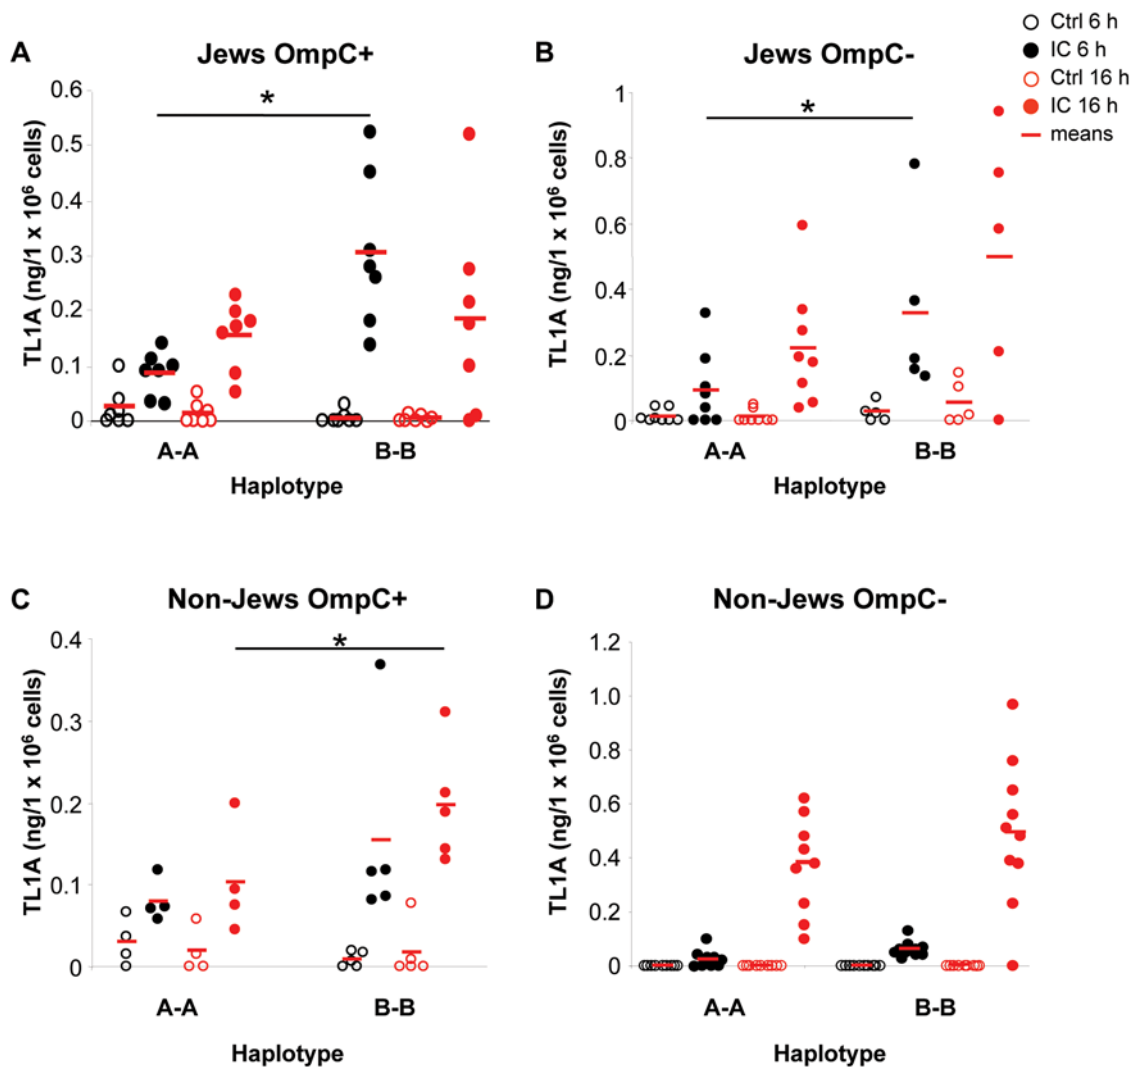 Ctrl 6 h
IC 6 h
Ctrl 16 h
IC 16 h
means
A
Jews OmpC+
0.6
0.5
0.4
0.3
0.2
0.1
0
TL1A (ng/1 x 10⁶ cells)
*
A-A
B-B
Haplotype
B
Jews OmpC-
1
0.8
0.6
0.4
0.2
0
TL1A (ng/1 x 10⁶ cells)
*
A-A
B-B
Haplotype
C
Non-Jews OmpC+
0.4
0.3
0.2
0.1
0
TL1A (ng/1 x 10⁶ cells)
*
A-A
B-B
Haplotype
D
Non-Jews OmpC-
1.2
1.0
0.8
0.6
0.4
0.2
0
TL1A (ng/1 x 10⁶ cells)
A-A
B-B
Haplotype